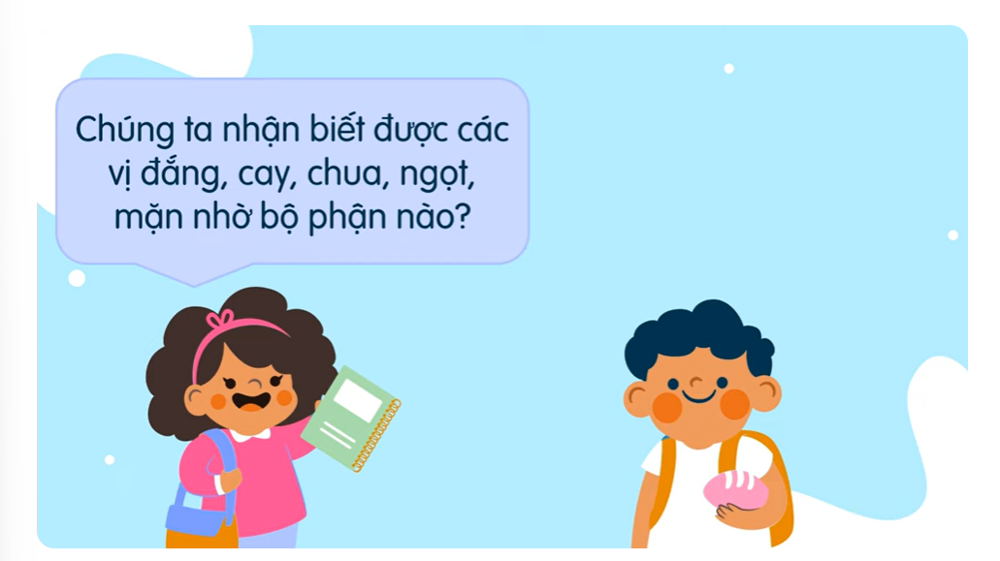 Chúng ta nhận biết được các
vị đắng, cay, chua, ngọt,
mặn nhờ bộ phận nào?